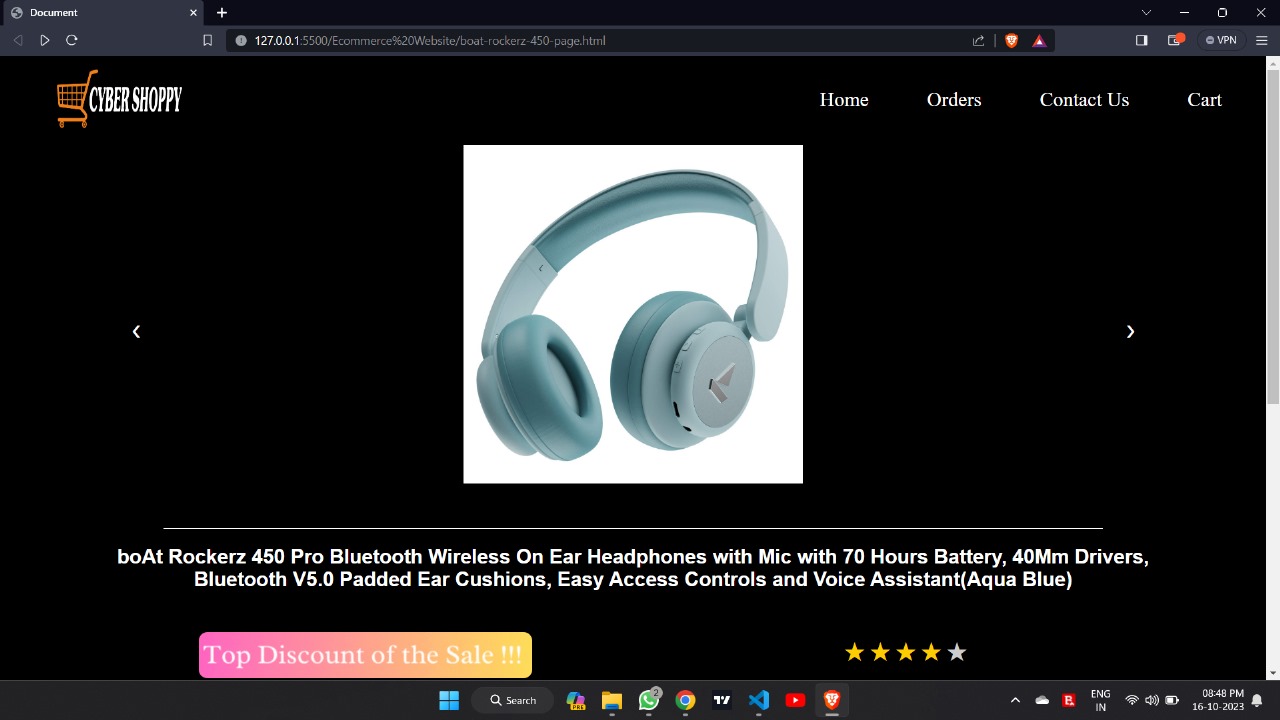 Document
127.0.0.1:5500/Ecommerce%20Website/boat-rockerz-450-page.html
VPN
CYBER SHOPPY
Home
Orders
Contact Us
Cart
‹
›
boAt Rockerz 450 Pro Bluetooth Wireless On Ear Headphones with Mic with 70 Hours Battery, 40Mm Drivers,
Bluetooth V5.0 Padded Ear Cushions, Easy Access Controls and Voice Assistant(Aqua Blue)
Top Discount of the Sale !!!
Search
PRE
2
ENG
IN
08:48 PM
16-10-2023